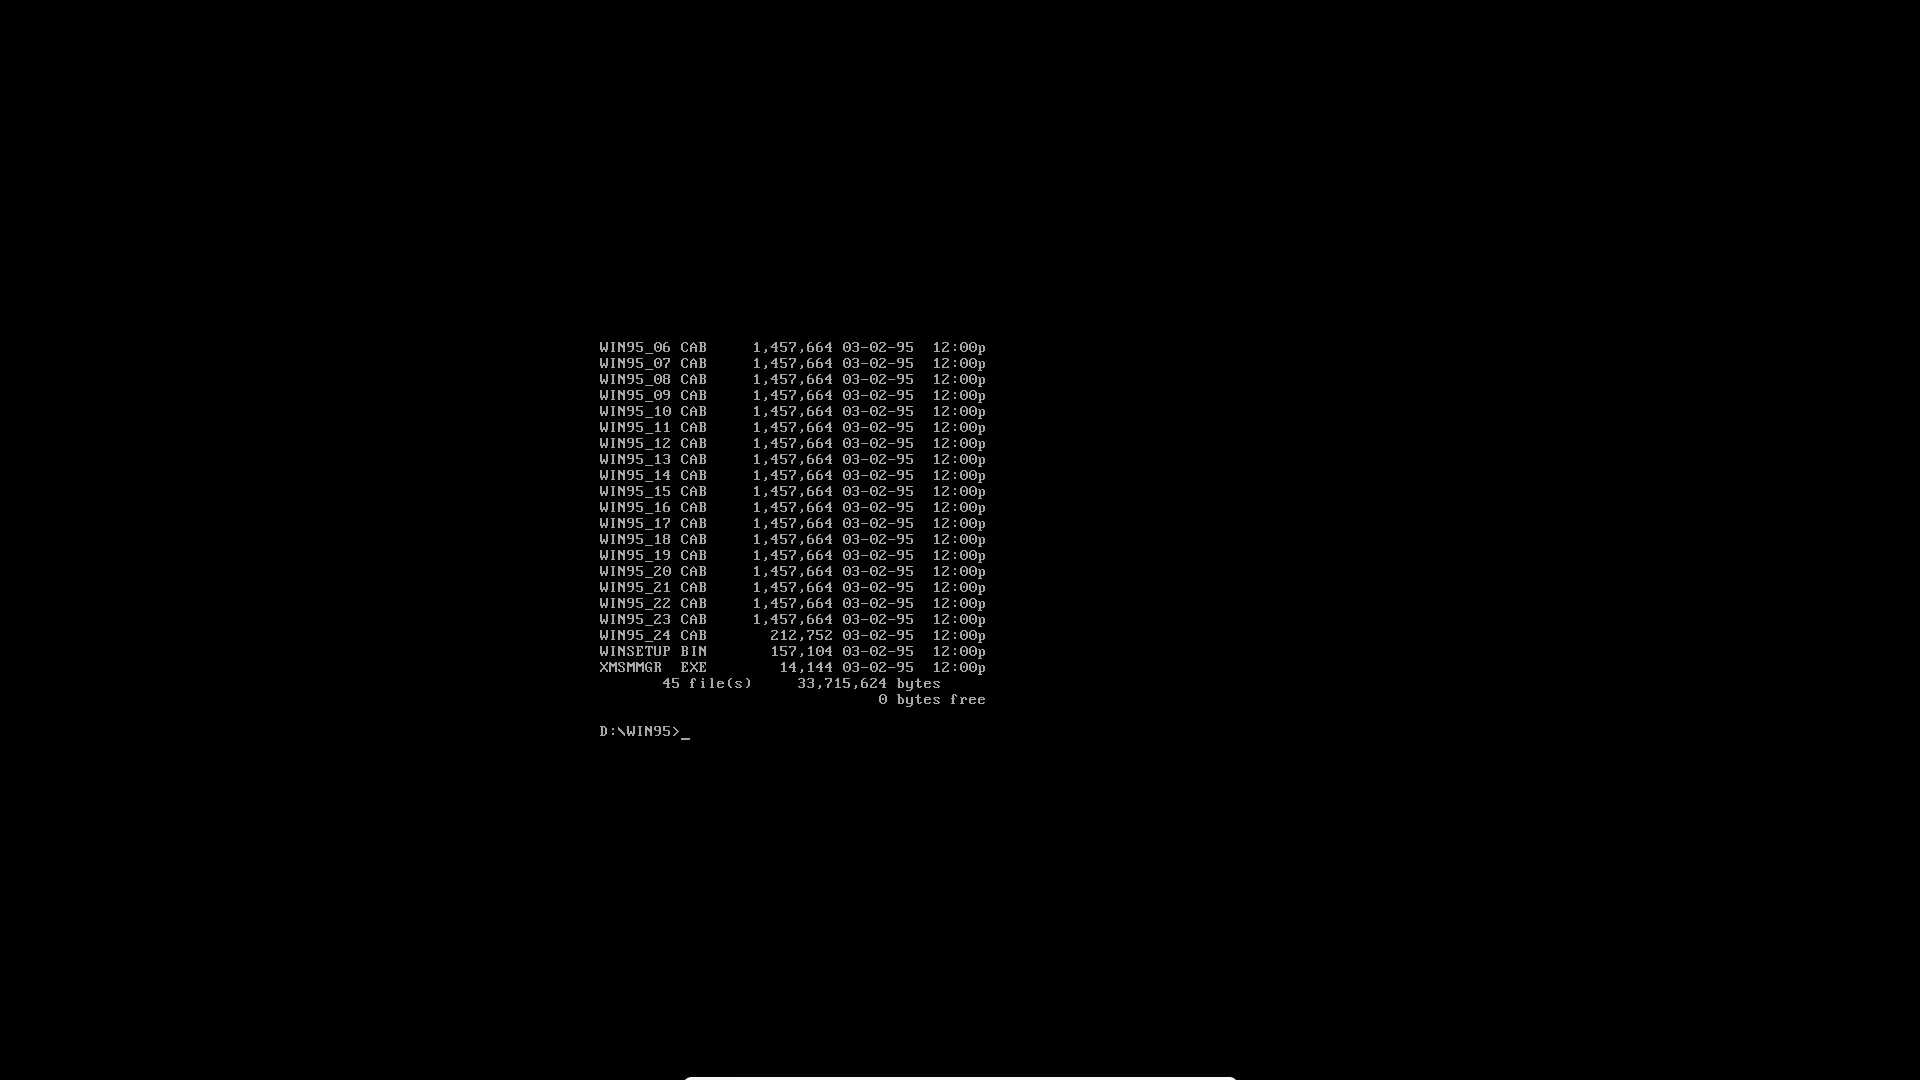 WIN95_06 CAB     1,457,664 03-02-95  12:00p
WIN95_07 CAB     1,457,664 03-02-95  12:00p
WIN95_08 CAB     1,457,664 03-02-95  12:00p
WIN95_09 CAB     1,457,664 03-02-95  12:00p
WIN95_10 CAB     1,457,664 03-02-95  12:00p
WIN95_11 CAB     1,457,664 03-02-95  12:00p
WIN95_12 CAB     1,457,664 03-02-95  12:00p
WIN95_13 CAB     1,457,664 03-02-95  12:00p
WIN95_14 CAB     1,457,664 03-02-95  12:00p
WIN95_15 CAB     1,457,664 03-02-95  12:00p
WIN95_16 CAB     1,457,664 03-02-95  12:00p
WIN95_17 CAB     1,457,664 03-02-95  12:00p
WIN95_18 CAB     1,457,664 03-02-95  12:00p
WIN95_19 CAB     1,457,664 03-02-95  12:00p
WIN95_20 CAB     1,457,664 03-02-95  12:00p
WIN95_21 CAB     1,457,664 03-02-95  12:00p
WIN95_22 CAB     1,457,664 03-02-95  12:00p
WIN95_23 CAB     1,457,664 03-02-95  12:00p
WIN95_24 CAB       212,752 03-02-95  12:00p
WINSETUP BIN       157,104 03-02-95  12:00p
XMSMMGR  EXE        14,144 03-02-95  12:00p
       45 file(s)     33,715,624 bytes
                               0 bytes free
D:\WIN95>_